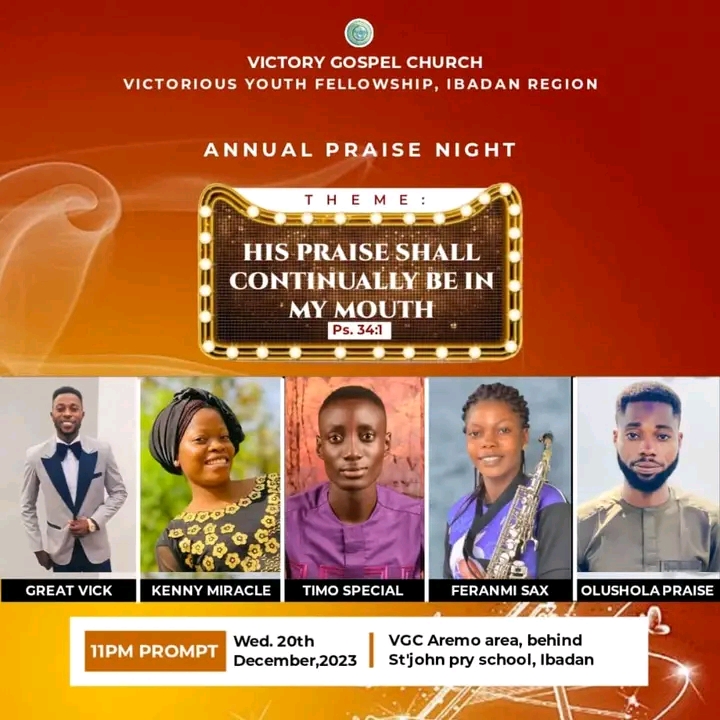 VICTORY GOSPEL CHURCH
VICTORIOUS YOUTH FELLOWSHIP, IBADAN REGION
ANNUAL PRAISE NIGHT
THEME:
HIS PRAISE SHALL
CONTINUALLY BE IN
MY MOUTH
Ps. 34:1
GREAT VICK
KENNY MIRACLE
TIMO SPECIAL
FERANMI SAX
OLUSHOLA PRAISE
11PM PROMPT
Wed. 20th
December,2023
VGC Aremo area, behind
St'john pry school, Ibadan